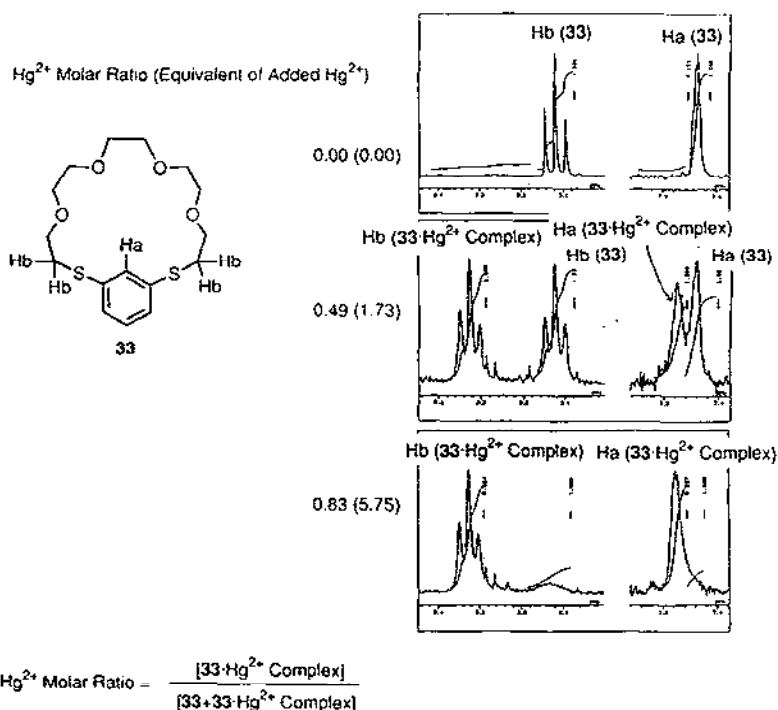 Hb (33) Ha (33)
Hg²⁺ Molar Ratio (Equivalent of Added Hg²⁺)
0.00 (0.00)
O O
O O
Ha
Hb S S Hb
Hb Hb
33
Hb (33·Hg²⁺ Complex) Ha (33·Hg²⁺ Complex)
Hb (33) Ha (33)
0.49 (1.73)
Hb (33·Hg²⁺ Complex) Ha (33·Hg²⁺ Complex)
0.83 (5.75)
Hg²⁺ Molar Ratio = [33·Hg²⁺ Complex]
[33+33·Hg²⁺ Complex]